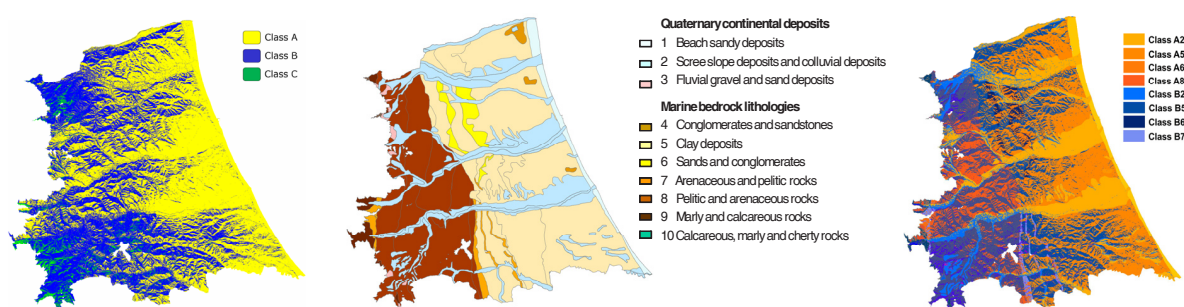 Class A
Class B
Class C
Quaternary continental deposits
1 Beach sandy deposits
2 Scree slope deposits and colluvial deposits
3 Fluvial gravel and sand deposits
Marine bedrock lithologies
4 Conglomerates and sandstones
5 Clay deposits
6 Sands and conglomerates
7 Arenaceous and pelitic rocks
8 Pelitic and arenaceous rocks
9 Marly and calcareous rocks
10 Calcareous, marly and cherty rocks
Class A2
Class A5
Class A6
Class A8
Class B2
Class B5
Class B6
Class B7